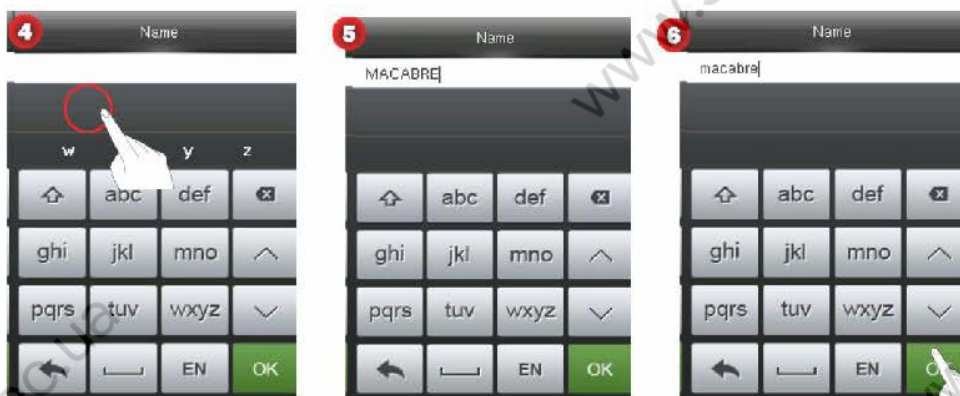 4
Name
w y z
abc def
ghi jkl mno
pqrs tuv wxyz
EN OK
5
Name
MACABRE
abc def
ghi jkl mno
pqrs tuv wxyz
EN OK
6
Name
macabre
abc def
ghi jkl mno
pqrs tuv wxyz
EN